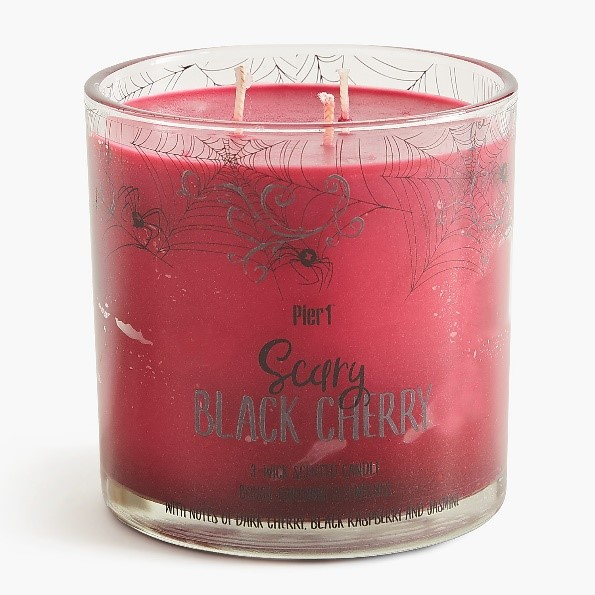 Pier1
Scary
BLACK CHERRY
3-WICK SCENTED CANDLE
WITH NOTES OF DARK CHERRY, BLACK RASPBERRY AND JASMINE